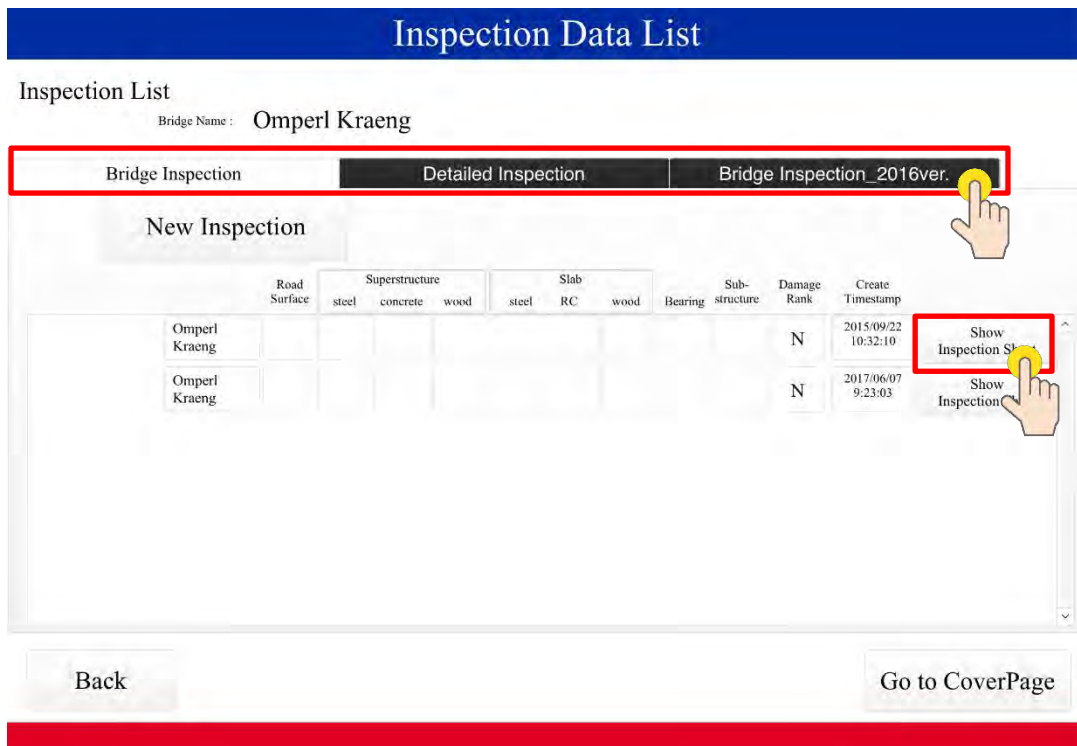 Inspection Data List
Inspection List
Bridge Name : Omperl Kraeng
Bridge Inspection Detailed Inspection Bridge Inspection_2016ver.
New Inspection
Road Surface Superstructure steel concrete wood Slab steel RC wood Bearing Sub-structure Damage Rank Create Timestamp
Omperl Kraeng N 2015/09/22 10:32:10 Show Inspection
Omperl Kraeng N 2017/06/07 9:23:03 Show Inspection
Back Go to CoverPage